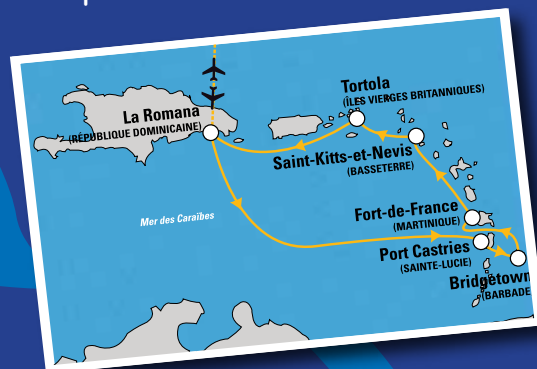 Tortola
(ÎLES VIERGES BRITANNIQUES)
La Romana
(RÉPUBLIQUE DOMINICAINE)
Saint-Kitts-et-Nevis
(BASSETERRE)
Mer des Caraïbes
Fort-de-France
(MARTINIQUE)
Port Castries
(SAINTE-LUCIE)
Bridgetown
(BARBADE